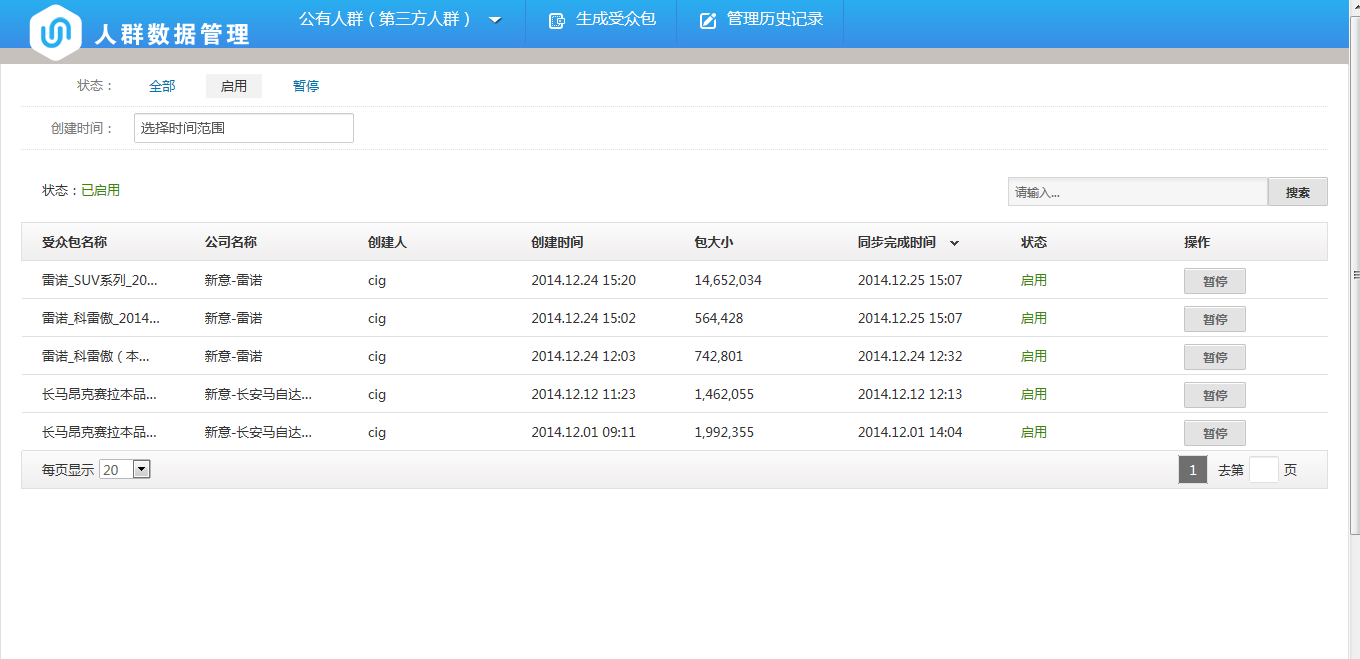 人群数据管理 公有人群（第三方人群） 生成受众包 管理历史记录
状态： 全部 启用 暂停
创建时间： 选择时间范围
状态：已启用 请输入... 搜索
受众包名称 公司名称 创建人 创建时间 包大小 同步完成时间 状态 操作
雷诺_SUV系列_20... 新意-雷诺 cig 2014.12.24 15:20 14,652,034 2014.12.25 15:07 启用 暂停
雷诺_科雷傲_2014... 新意-雷诺 cig 2014.12.24 15:02 564,428 2014.12.25 15:07 启用 暂停
雷诺_科雷傲（本... 新意-雷诺 cig 2014.12.24 12:03 742,801 2014.12.24 12:32 启用 暂停
长马昂克赛拉本品... 新意-长安马自达... cig 2014.12.12 11:23 1,462,055 2014.12.12 12:13 启用 暂停
长马昂克赛拉本品... 新意-长安马自达... cig 2014.12.01 09:11 1,992,355 2014.12.01 14:04 启用 暂停
每页显示 20 1 去第 页